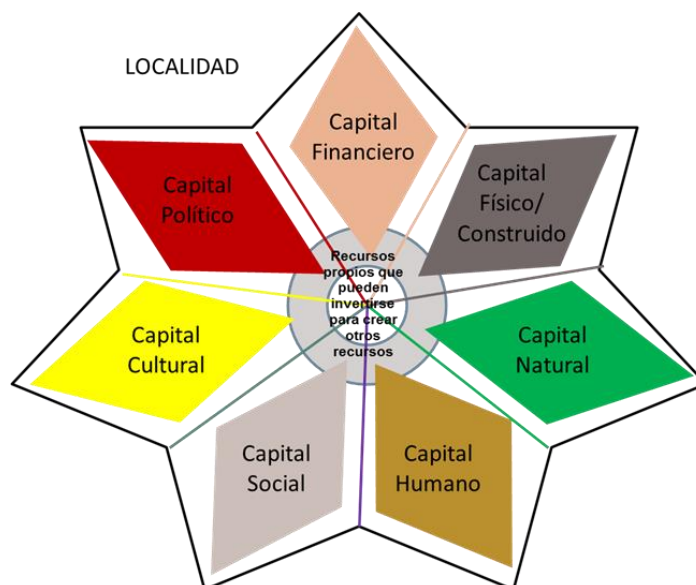 LOCALIDAD
Capital
Financiero
Capital
Político
Capital
Físico/
Construido
Recursos
propios que
pueden
invertirse
para crear
otros
recursos
Capital
Cultural
Capital
Natural
Capital
Social
Capital
Humano